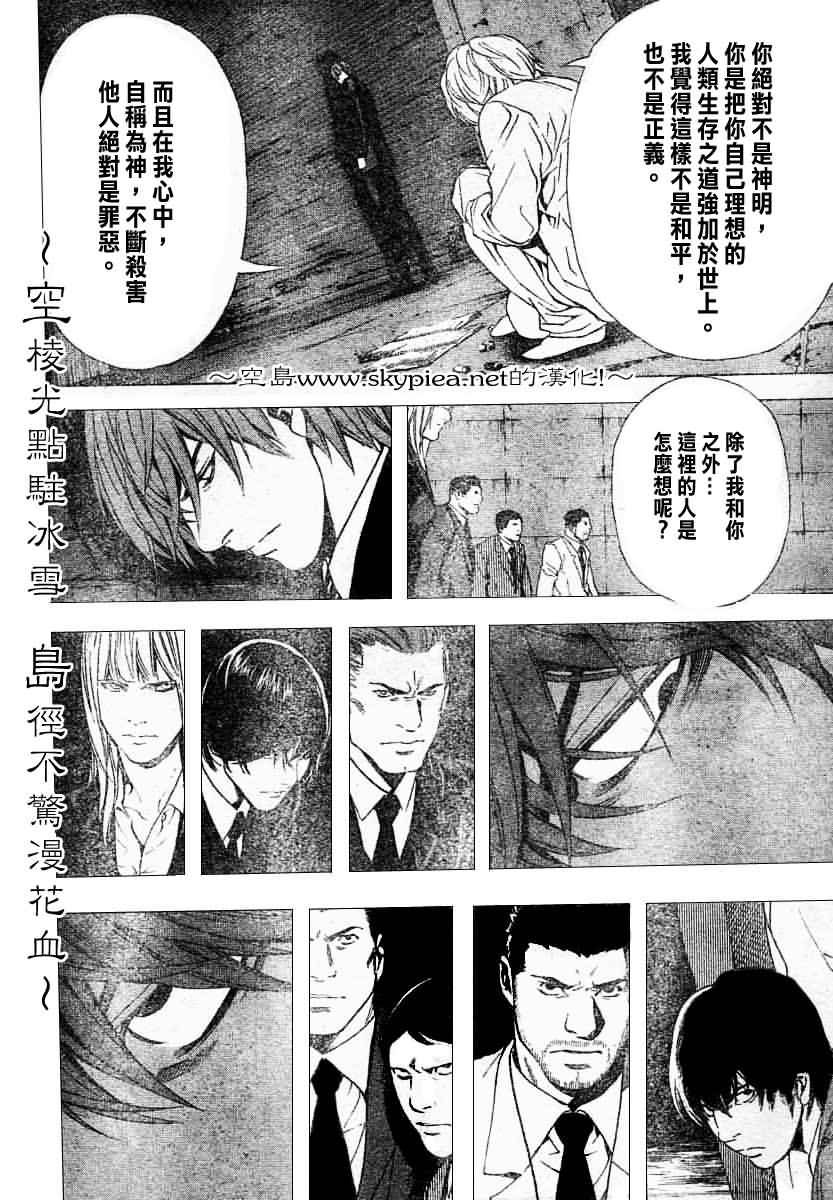 你絕對不是神明，
你是把你自己理想的
人類生存之道強加於世上。
我覺得這樣不是和平，
也不是正義。
而且在我心中，
自稱為神，不斷殺害
他人絕對是罪惡。
～空島www.skypiea.net的漢化!～
除了我和你
之外…
這裡的人是
怎麼想呢？
～空棱光點駐冰雪 島徑不驚漫花血～